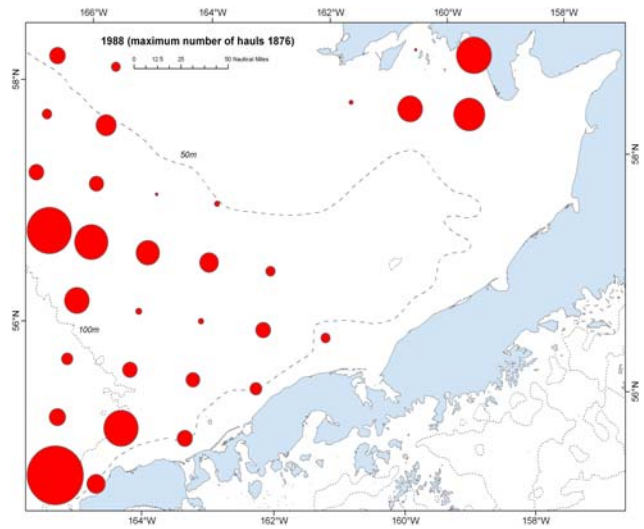 166°W 164°W 162°W 160°W 158°W
1988 (maximum number of hauls 1876)
0 12.5 25 50 Nautical Miles
58°N
58°N
50m
56°N
100m
56°N
164°W 162°W 160°W 158°W